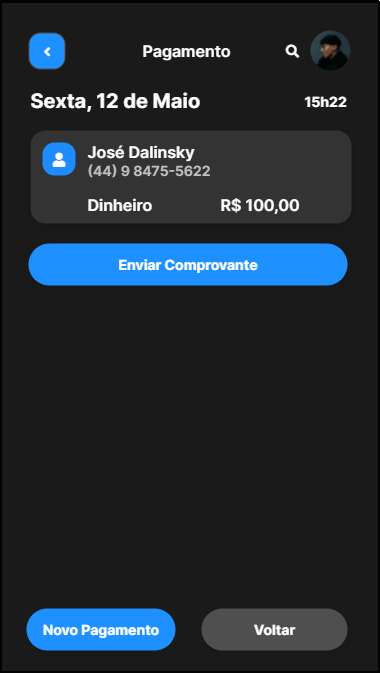 Pagamento
Sexta, 12 de Maio 15h22
José Dalinsky
(44) 9 8475-5622
Dinheiro R$ 100,00
Enviar Comprovante
Novo Pagamento Voltar